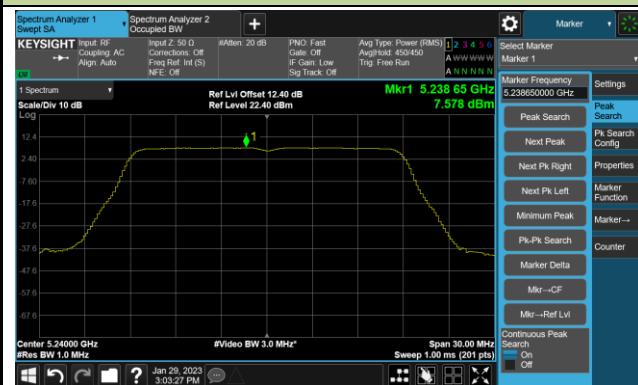 Spectrum Analyzer 1
Swept SA
Spectrum Analyzer 2
Occupied BW
+
Marker
KEYSIGHT
Input: RF
Coupling: AC
Align: Auto
Input Z: 50 Ω
Corrections: Off
Freq Ref: Int (S)
NFE: Off
#Atten: 20 dB
PNO: Fast
Gate: Off
IF Gain: Low
Sig Track: Off
Avg Type: Power (RMS)
Avg|Hold: 450/450
Trig: Free Run
1 2 3 4 5 6
A W W W W W
A N N N N N
Select Marker
Marker 1
1 Spectrum
Scale/Div 10 dB
Log
Ref Lvl Offset 12.40 dB
Ref Level 22.40 dBm
Mkr1 5.238 65 GHz
7.578 dBm
1
12.4
2.40
-7.60
-17.6
-27.6
-37.6
-47.6
-57.6
-67.6
Center 5.24000 GHz
#Res BW 1.0 MHz
#Video BW 3.0 MHz*
Span 30.00 MHz
Sweep 1.00 ms (201 pts)
Marker Frequency
5.238650000 GHz
Peak Search
Next Peak
Next Pk Right
Next Pk Left
Minimum Peak
Pk-Pk Search
Marker Delta
Mkr→CF
Mkr→Ref Lvl
Continuous Peak
Search
On
Off
Settings
Peak
Search
Pk Search
Config
Properties
Marker
Function
Marker→
Counter
?
Jan 29, 2023
3:03:27 PM